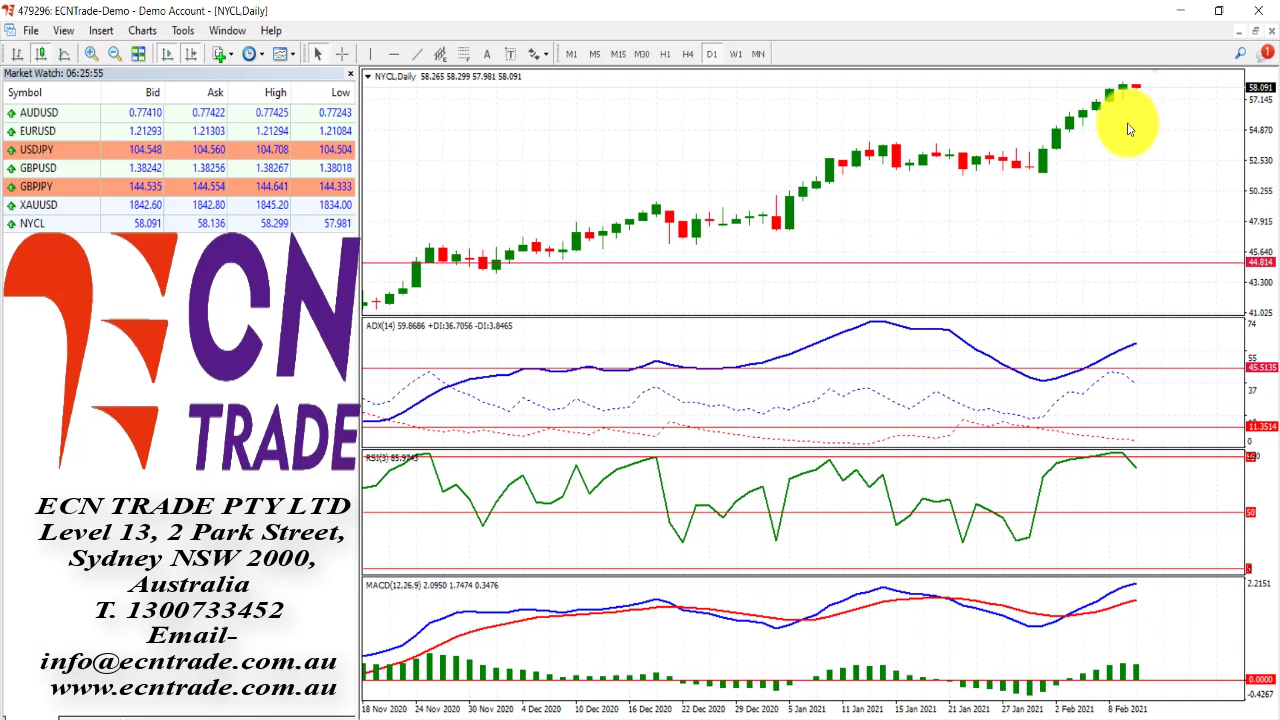 479296: ECNTrade-Demo - Demo Account - [NYCL,Daily]
File View Insert Charts Tools Window Help
M1 M5 M15 M30 H1 H4 D1 W1 MN
1
Market Watch: 06:25:55
Symbol Bid Ask High Low
AUDUSD 0.77410 0.77422 0.77425 0.77243
EURUSD 1.21293 1.21303 1.21310 1.21084
USDJPY 104.548 104.560 104.708 104.504
GBPUSD 1.38242 1.38256 1.38267 1.38018
GBPJPY 144.535 144.554 144.641 144.333
XAUUSD 1842.60 1842.80 1845.20 1834.00
NYCL 58.091 58.136 58.299 57.981
ECN
TRADE
ECN TRADE PTY LTD
Level 13, 2 Park Street,
Sydney NSW 2000,
Australia
T. 1300733452
Email-
info@ecntrade.com.au
www.ecntrade.com.au
NYCL,Daily 58.265 58.299 57.981 58.091
58.091
57.145
54.870
52.530
50.255
47.915
45.640
44.814
43.300
41.025
ADX(14) 59.8686 +DI:36.7056 -DI:3.8465
74
55
45.5135
37
11.3514
0
RSI(3) 85.9743
50
MACD(12,26,9) 2.0950 1.7474 0.3476
2.2151
0.0000
-0.4267
18 Nov 2020 24 Nov 2020 30 Nov 2020 4 Dec 2020 10 Dec 2020 16 Dec 2020 22 Dec 2020 29 Dec 2020 5 Jan 2021 11 Jan 2021 15 Jan 2021 21 Jan 2021 27 Jan 2021 2 Feb 2021 8 Feb 2021